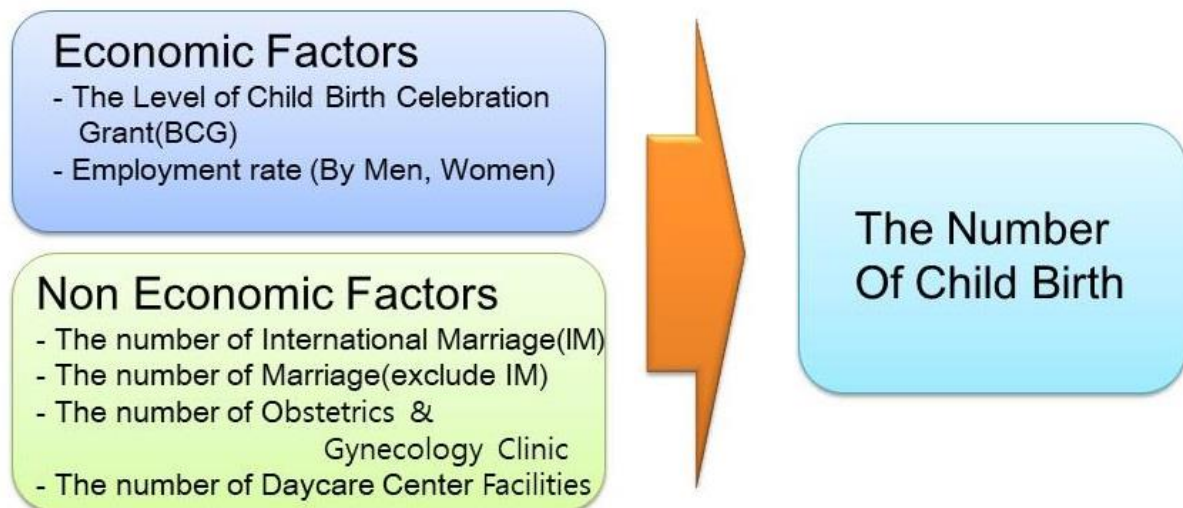 Economic Factors
- The Level of Child Birth Celebration
Grant(BCG)
- Employment rate (By Men, Women)
Non Economic Factors
- The number of International Marriage(IM)
- The number of Marriage(exclude IM)
- The number of Obstetrics &
Gynecology Clinic
- The number of Daycare Center Facilities
The Number
Of Child Birth